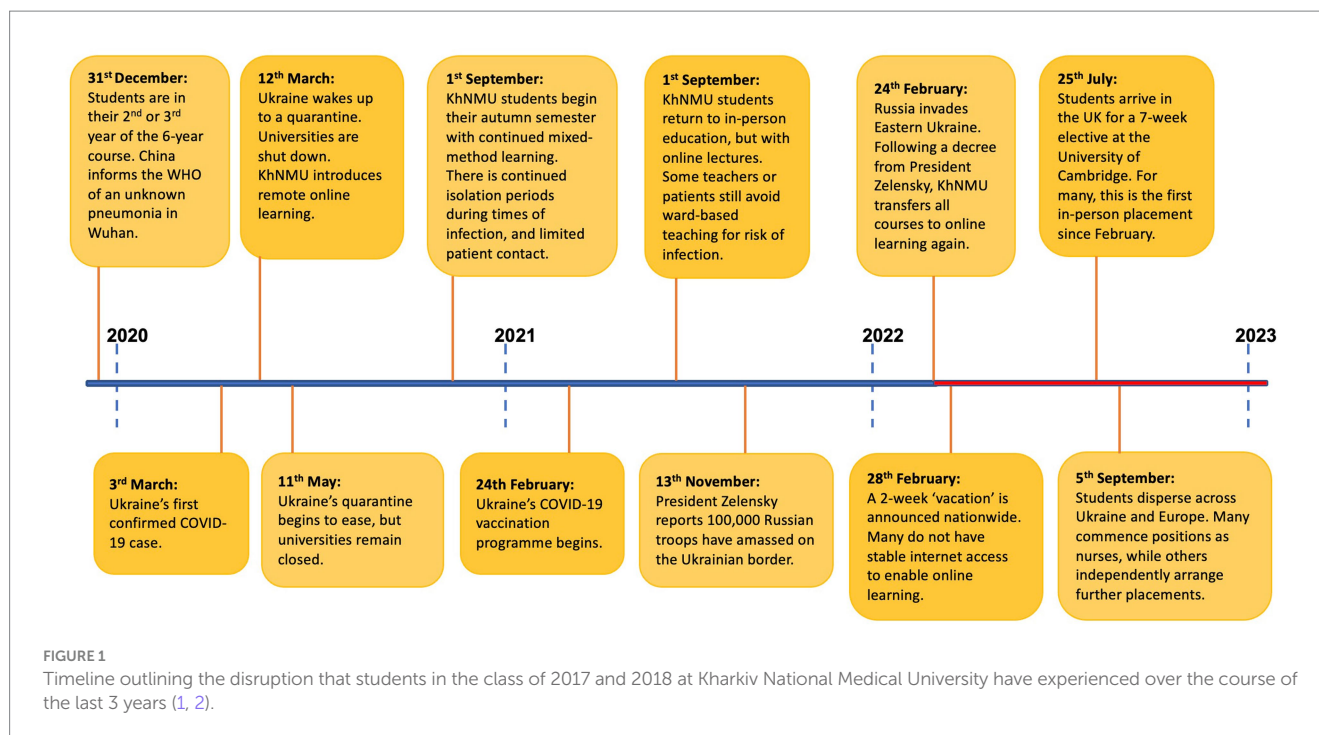 31st December:
Students are in
their 2nd or 3rd
year of the 6-year
course. China
informs the WHO
of an unknown
pneumonia in
Wuhan.
12th March:
Ukraine wakes up
to a quarantine.
Universities are
shut down.
KhNMU introduces
remote online
learning.
1st September:
KhNMU students begin
their autumn semester
with continued mixed-
method learning.
There is continued
isolation periods
during times of
infection, and limited
patient contact.
1st September:
KhNMU students
return to in-person
education, but with
online lectures.
Some teachers or
patients still avoid
ward-based
teaching for risk of
infection.
24th February:
Russia invades
Eastern Ukraine.
Following a decree
from President
Zelensky, KhNMU
transfers all
courses to online
learning again.
25th July:
Students arrive in
the UK for a 7-week
elective at the
University of
Cambridge. For
many, this is the first
in-person placement
since February.
2020
2021
2022
2023
3rd March:
Ukraine's first
confirmed COVID-
19 case.
11th May:
Ukraine's quarantine
begins to ease, but
universities remain
closed.
24th February:
Ukraine's COVID-19
vaccination
programme begins.
13th November:
President Zelensky
reports 100,000 Russian
troops have amassed on
the Ukrainian border.
28th February:
A 2-week 'vacation' is
announced nationwide.
Many do not have
stable internet access
to enable online
learning.
5th September:
Students disperse across
Ukraine and Europe. Many
commence positions as
nurses, while others
independently arrange
further placements.
FIGURE 1
Timeline outlining the disruption that students in the class of 2017 and 2018 at Kharkiv National Medical University have experienced over the course of
the last 3 years (1, 2).